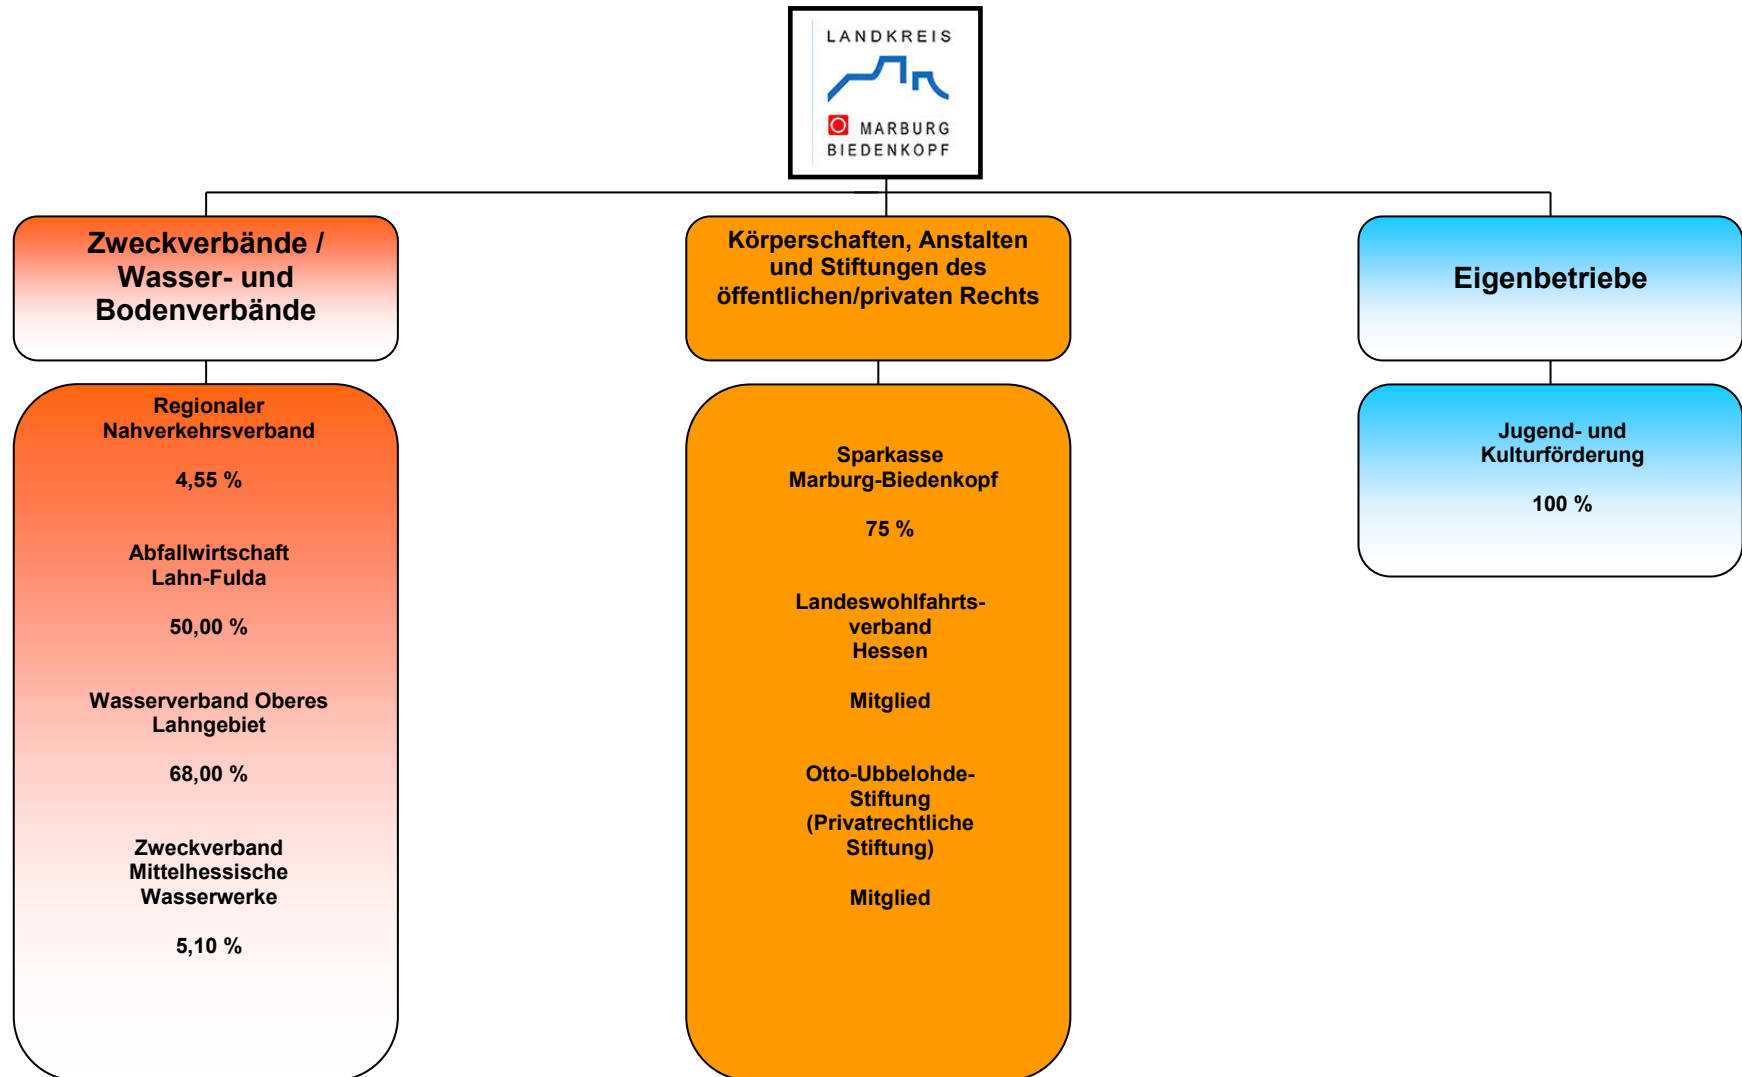 LANDKREIS
MARBURG
BIEDENKOPF
Zweckverbände /
Wasser- und
Bodenverbände
Körperschaften, Anstalten
und Stiftungen des
öffentlichen/privaten Rechts
Eigenbetriebe
Regionaler
Nahverkehrsverband
4,55 %
Abfallwirtschaft
Lahn-Fulda
50,00 %
Wasserverband Oberes
Lahngebiet
68,00 %
Zweckverband
Mittelhessische
Wasserwerke
5,10 %
Sparkasse
Marburg-Biedenkopf
75 %
Landeswohlfahrts-
verband
Hessen
Mitglied
Otto-Ubbelohde-
Stiftung
(Privatrechtliche
Stiftung)
Mitglied
Jugend- und
Kulturförderung
100 %